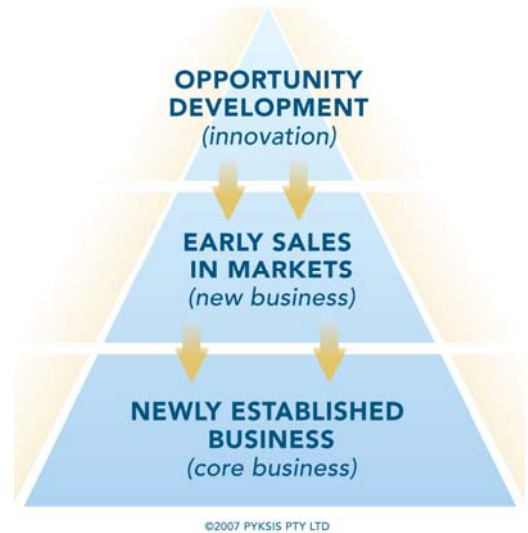 OPPORTUNITY
DEVELOPMENT
(innovation)
EARLY SALES
IN MARKETS
(new business)
NEWLY ESTABLISHED
BUSINESS
(core business)
©2007 PYKSIS PTY LTD